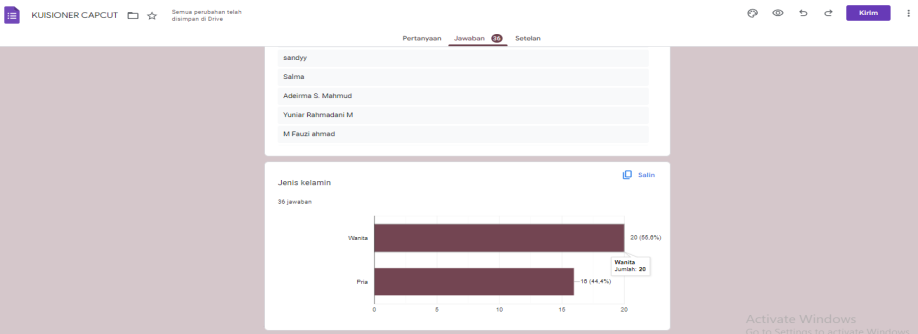 KUISIONER CAPCUT
Semua perubahan telah
disimpan di Drive
Kirim
Pertanyaan Jawaban 36 Setelan
sandyy
Salma
Adeirma S. Mahmud
Yuniar Rahmadani M
M Fauzi ahmad
Jenis kelamin
Salin
36 jawaban
Wanita 20 (55,6%)
Wanita
Jumlah: 20
Pria 16 (44,4%)
0 5 10 15 20
Activate Windows
Go to Settings to activate Windows.